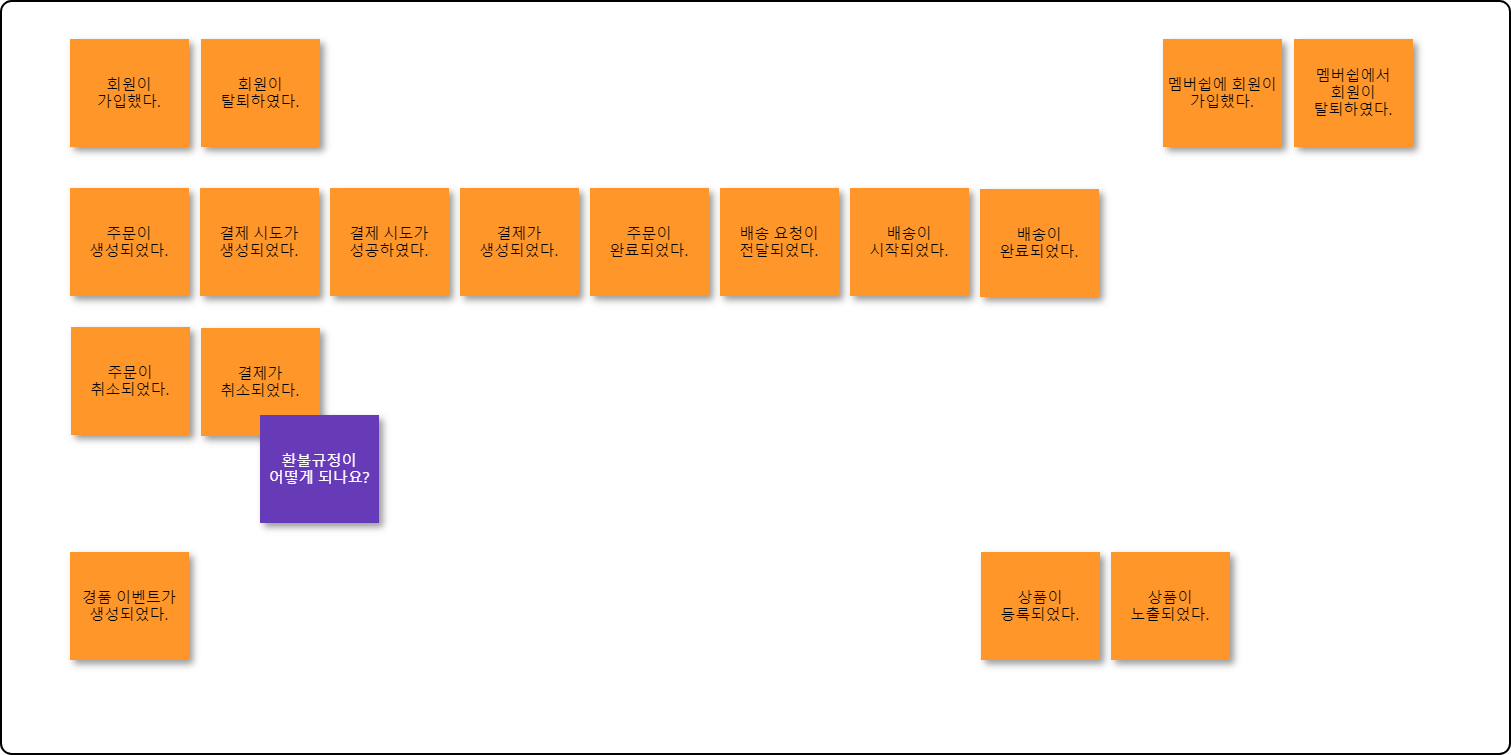 회원이
가입했다.
회원이
탈퇴하였다.
멤버쉽에 회원이
가입했다.
멤버쉽에서
회원이
탈퇴하였다.
주문이
생성되었다.
결제 시도가
생성되었다.
결제 시도가
성공하였다.
결제가
생성되었다.
주문이
완료되었다.
배송 요청이
전달되었다.
배송이
시작되었다.
배송이
완료되었다.
주문이
취소되었다.
결제가
취소되었다.
환불규정이
어떻게 되나요?
경품 이벤트가
생성되었다.
상품이
등록되었다.
상품이
노출되었다.